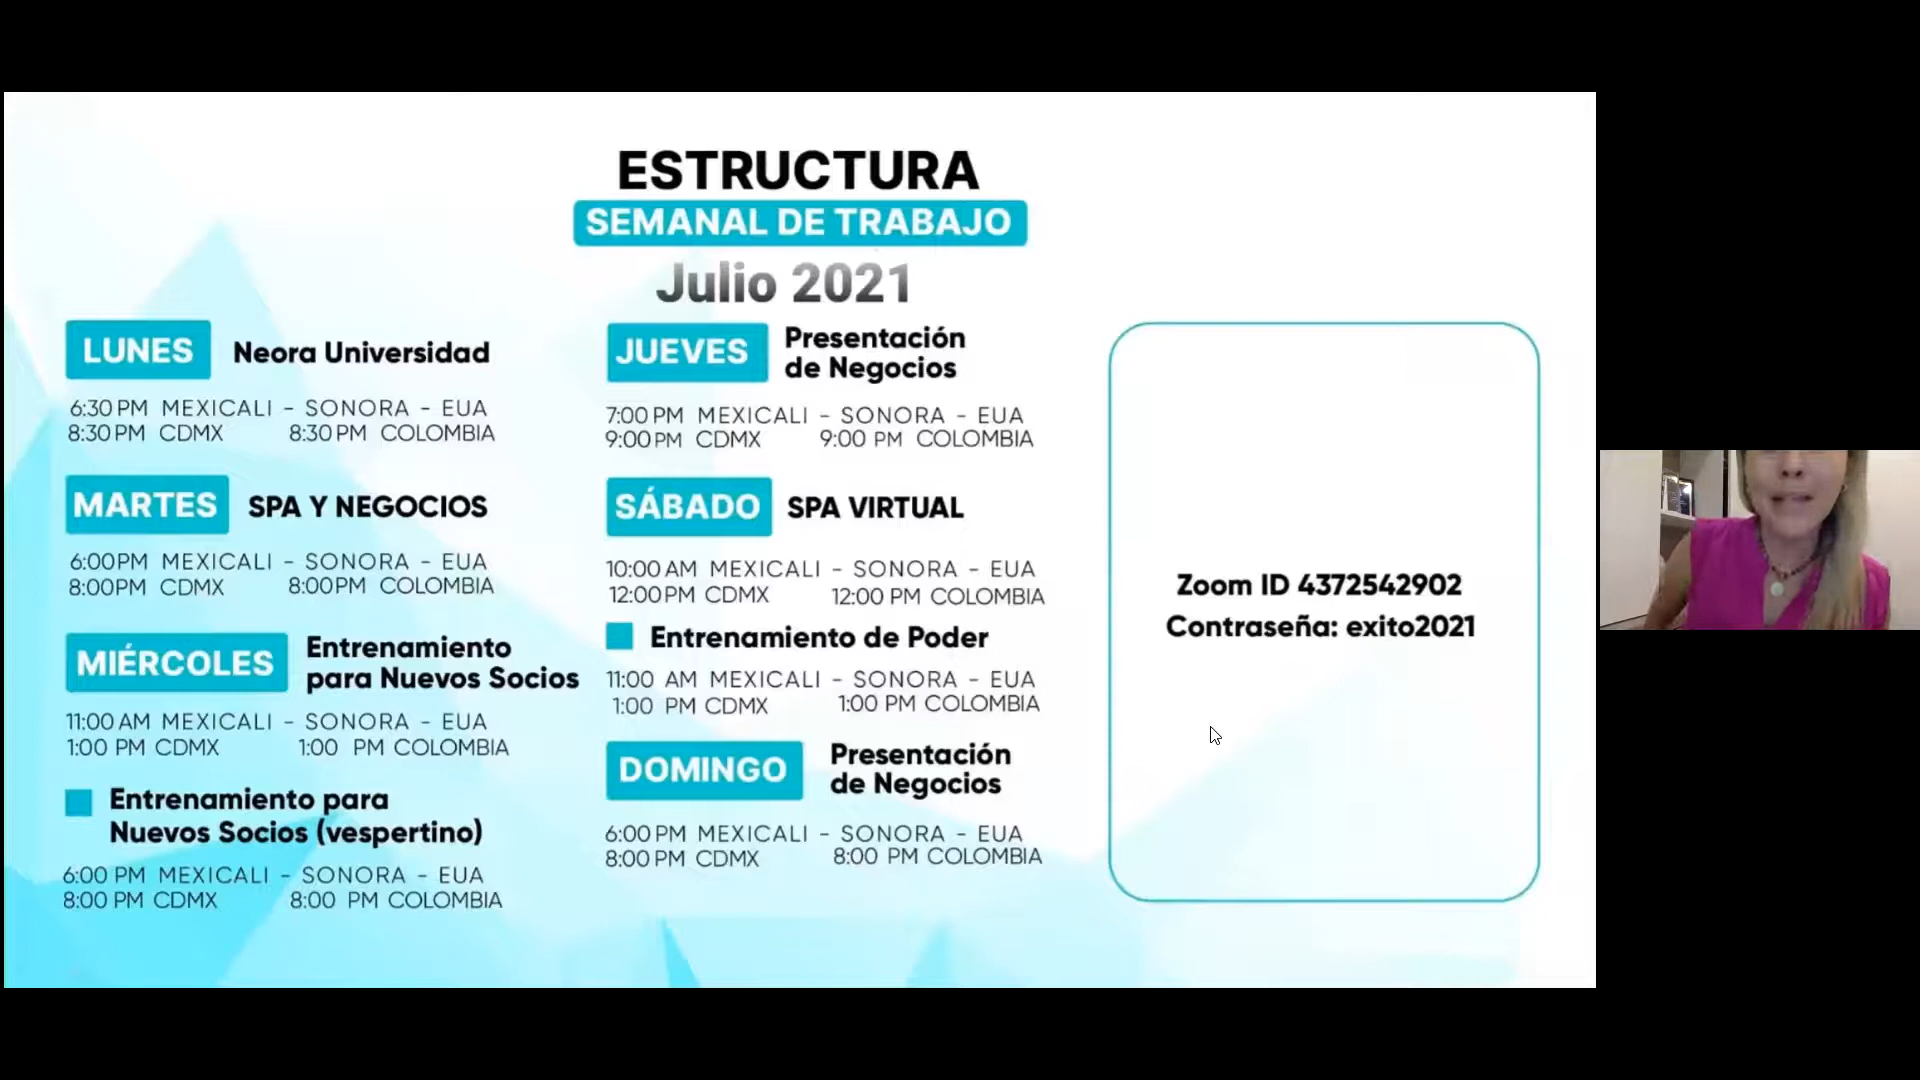 ESTRUCTURA
SEMANAL DE TRABAJO
Julio 2021
LUNES Neora Universidad
6:30 PM MEXICALI - SONORA - EUA
8:30 PM CDMX 8:30 PM COLOMBIA
MARTES SPA Y NEGOCIOS
6:00PM MEXICALI - SONORA - EUA
8:00PM CDMX 8:00PM COLOMBIA
MIÉRCOLES Entrenamiento
para Nuevos Socios
11:00 AM MEXICALI - SONORA - EUA
1:00 PM CDMX 1:00 PM COLOMBIA
Entrenamiento para
Nuevos Socios (vespertino)
6:00 PM MEXICALI - SONORA - EUA
8:00 PM CDMX 8:00 PM COLOMBIA
JUEVES Presentación
de Negocios
7:00 PM MEXICALI - SONORA - EUA
9:00 PM CDMX 9:00 PM COLOMBIA
SÁBADO SPA VIRTUAL
10:00 AM MEXICALI - SONORA - EUA
12:00 PM CDMX 12:00 PM COLOMBIA
Entrenamiento de Poder
11:00 AM MEXICALI - SONORA - EUA
1:00 PM CDMX 1:00 PM COLOMBIA
DOMINGO Presentación
de Negocios
6:00 PM MEXICALI - SONORA - EUA
8:00 PM CDMX 8:00 PM COLOMBIA
Zoom ID 4372542902
Contraseña: exito2021